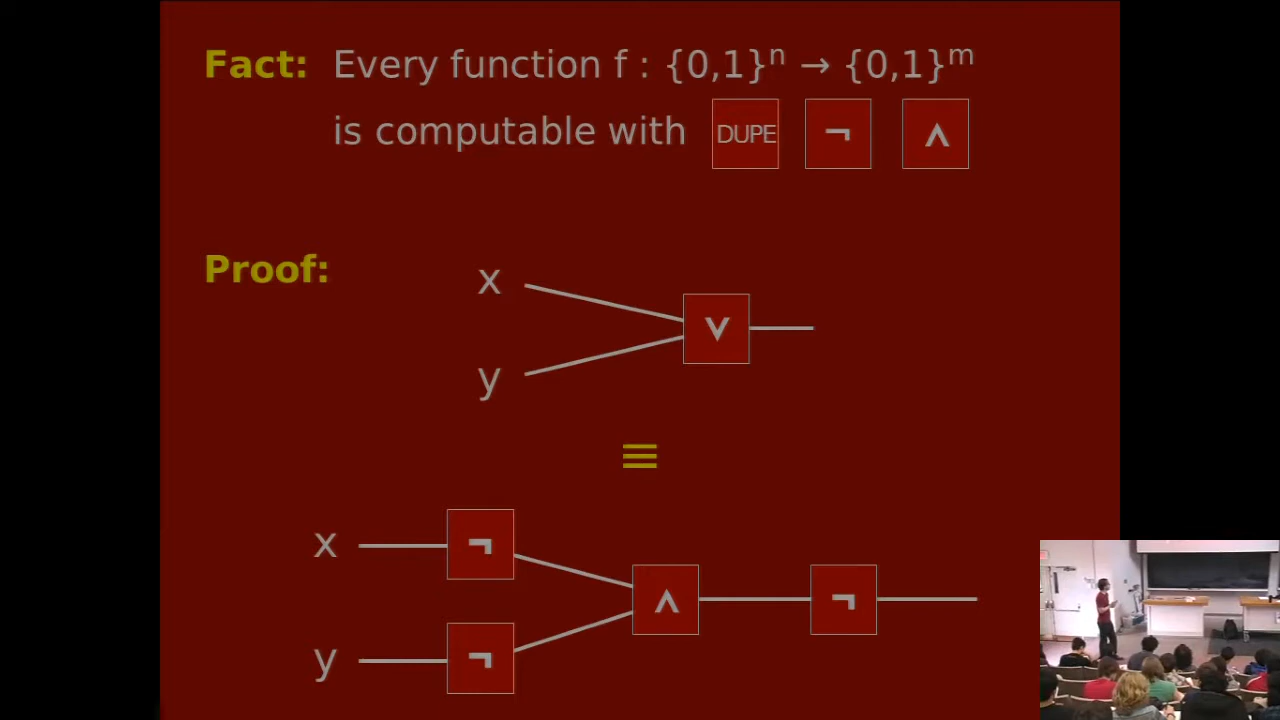 Fact: Every function f : {0,1}ⁿ → {0,1}ᵐ
is computable with DUPE ¬ ∧
Proof:
x
y
∨
≡
x ¬
∧ ¬
y ¬